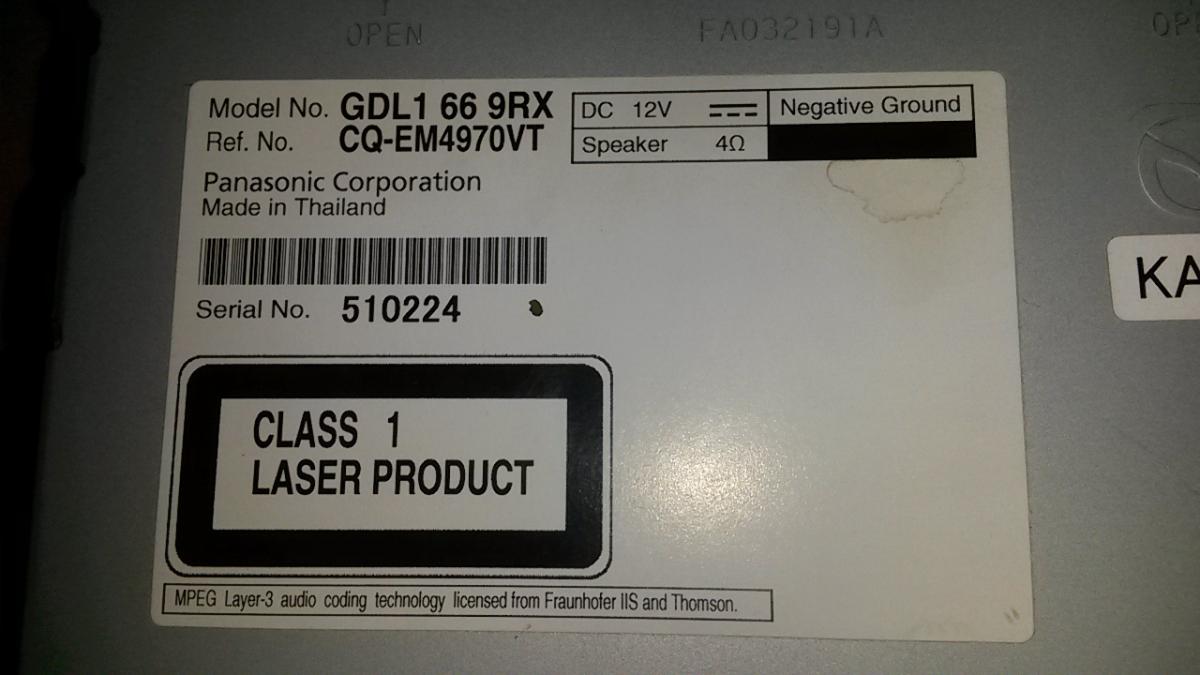 OPEN FA032191A
Model No. GDL1 66 9RX
Ref. No. CQ-EM4970VT
DC 12V Negative Ground
Speaker 4Ω
Panasonic Corporation
Made in Thailand
Serial No. 510224
KA
CLASS 1
LASER PRODUCT
MPEG Layer-3 audio coding technology licensed from Fraunhofer IIS and Thomson.